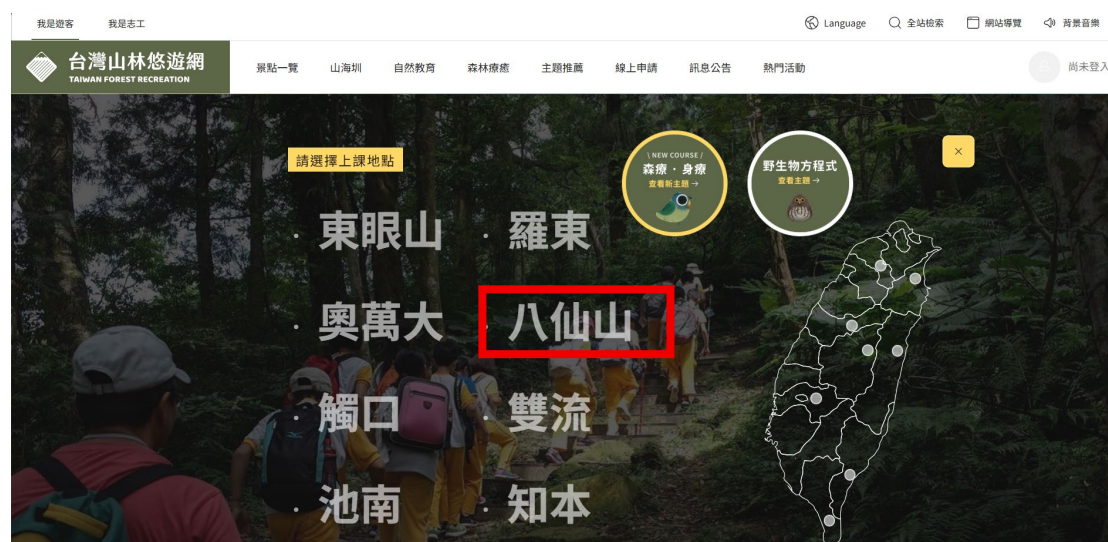 我是遊客 我是志工 Language 全站檢索 網站導覽 背景音樂
台灣山林悠遊網
TAIWAN FOREST RECREATION
景點一覽 山海圳 自然教育 森林療癒 主題推薦 線上申請 訊息公告 熱門活動 尚未登入
請選擇上課地點
\ NEW COURSE /
森療・身療
查看新主題→
野生物方程式
查看主題→
· 東眼山 · 羅東
· 奧萬大 · 八仙山
· 觸口 · 雙流
· 池南 · 知本